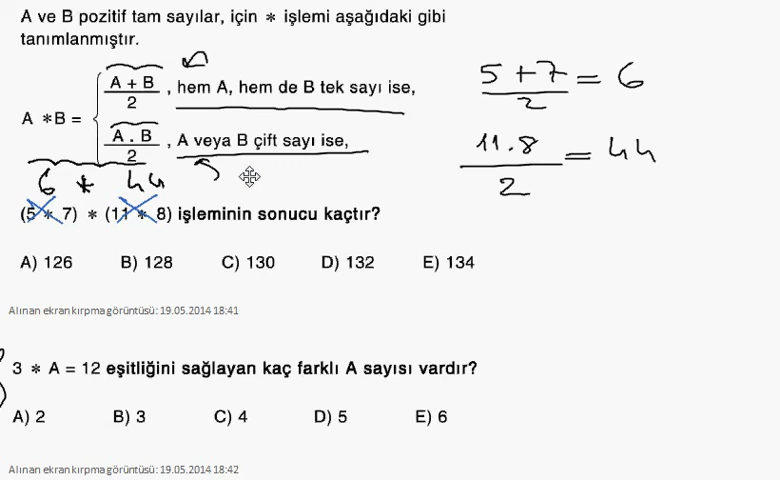 A ve B pozitif tam sayılar, için * işlemi aşağıdaki gibi
tanımlanmıştır.
A *B =
A + B
2
, hem A, hem de B tek sayı ise,
A . B
2
, A veya B çift sayı ise,
6 * 44
(5 * 7) * (11 * 8) işleminin sonucu kaçtır?
A) 126 B) 128 C) 130 D) 132 E) 134
5 + 7
2
= 6
11.8
2
= 44
Alınan ekran kırpma görüntüsü: 19.05.2014 18:41
3 * A = 12 eşitliğini sağlayan kaç farklı A sayısı vardır?
A) 2 B) 3 C) 4 D) 5 E) 6
Alınan ekran kırpma görüntüsü: 19.05.2014 18:42